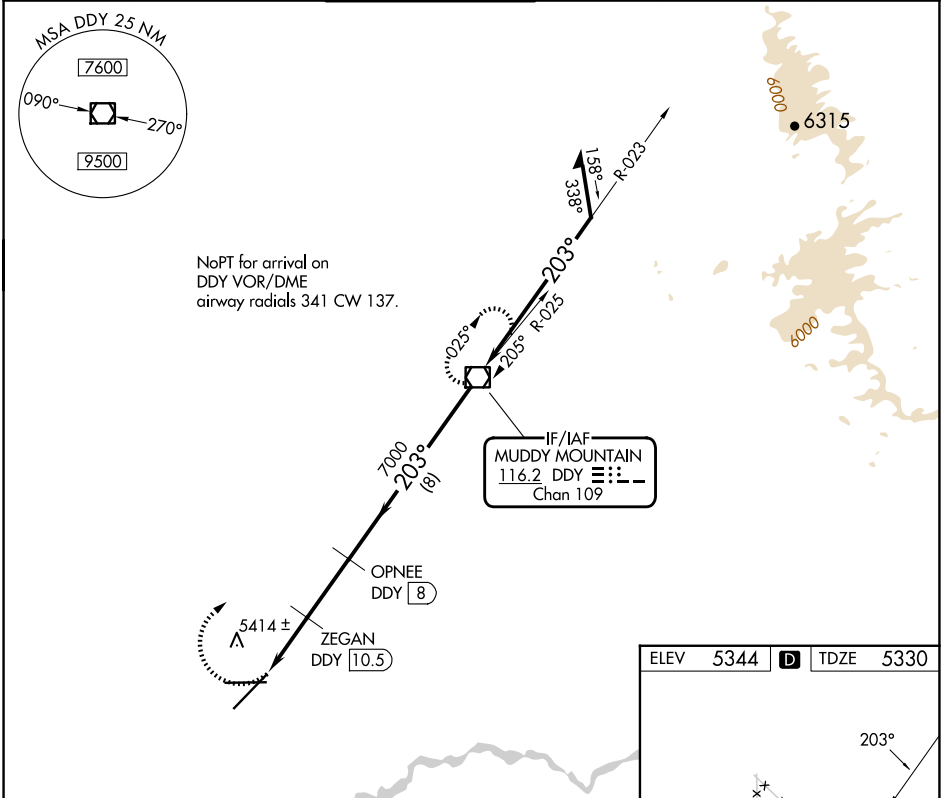 MSA DDY 25 NM
7600
090°
270°
9500
6000
6315
158°
338°
R-023
NoPT for arrival on
DDY VOR/DME
airway radials 341 CW 137.
203°
R-025
025°
205°
6000
IF/IAF
MUDDY MOUNTAIN
116.2 DDY
Chan 109
7000
203°
(8)
OPNEE
DDY 8
5414 ±
ZEGAN
DDY 10.5
ELEV 5344 D TDZE 5330
203°
X
X